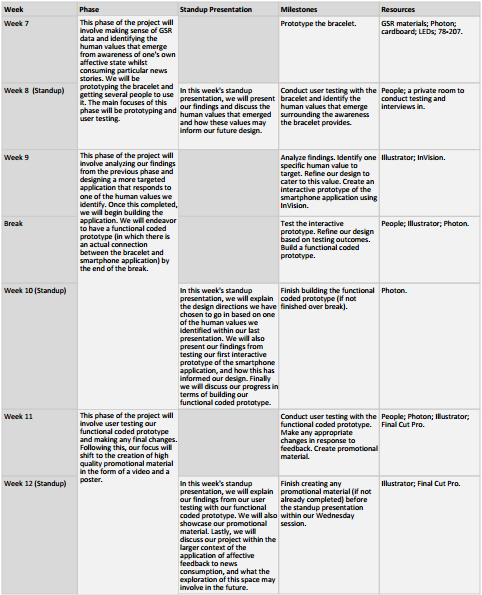 Week Phase Standup Presentation Milestones Resources
Week 7
This phase of the project will
involve making sense of GSR
data and identifying the
human values that emerge
from awareness of one's own
affective state whilst
consuming particular news
stories. We will be
prototyping the bracelet and
getting several people to use
it. The main focuses of this
phase will be prototyping and
user testing.
Prototype the bracelet.
GSR materials; Photon;
cardboard; LEDs; 78-207.
Week 8 (Standup)
In this week's standup
presentation, we will present
our findings and discuss the
human values that emerged
and how these values may
inform our future design.
Conduct user testing with the
bracelet and identify the
human values that emerge
surrounding the awareness
the bracelet provides.
People; a private room to
conduct testing and
interviews in.
Week 9
This phase of the project will
involve analyzing our findings
from the previous phase and
designing a more targeted
application that responds to
one of the human values we
identify. Once this completed,
we will begin building the
application. We will endeavor
to have a functional coded
prototype (in which there is
an actual connection
between the bracelet and
smartphone application) by
the end of the break.
Analyze findings. Identify one
specific human value to
target. Refine our design to
cater to this value. Create an
interactive prototype of the
smartphone application using
InVision.
Illustrator; InVision.
Break
Test the interactive
prototype. Refine our design
based on testing outcomes.
Build a functional coded
prototype.
People; Illustrator; Photon.
Week 10 (Standup)
In this week's standup
presentation, we will explain
the design directions we have
chosen to go in based on one
of the human values we
identified within our last
presentation. We will also
present our findings from
testing our first interactive
prototype of the smartphone
application, and how this has
informed our design. Finally
we will discuss our progress in
terms of building our
functional coded prototype.
Finish building the functional
coded prototype (if not
finished over break).
Photon.
Week 11
This phase of the project will
involve user testing our
functional coded prototype
and making any final changes.
Following this, our focus will
shift to the creation of high
quality promotional material
in the form of a video and a
poster.
Conduct user testing with the
functional coded prototype.
Make any appropriate
changes in response to
feedback. Create promotional
material.
People; Photon; Illustrator;
Final Cut Pro.
Week 12 (Standup)
In this week's standup
presentation, we will explain
our findings from our user
testing with our functional
coded prototype. We will also
showcase our promotional
material. Lastly, we will
discuss our project within the
larger context of the
application of affective
feedback to news
consumption, and what the
exploration of this space may
involve in the future.
Finish creating any
promotional material (if not
already completed) before
the standup presentation
within our Wednesday
session.
Illustrator; Final Cut Pro.